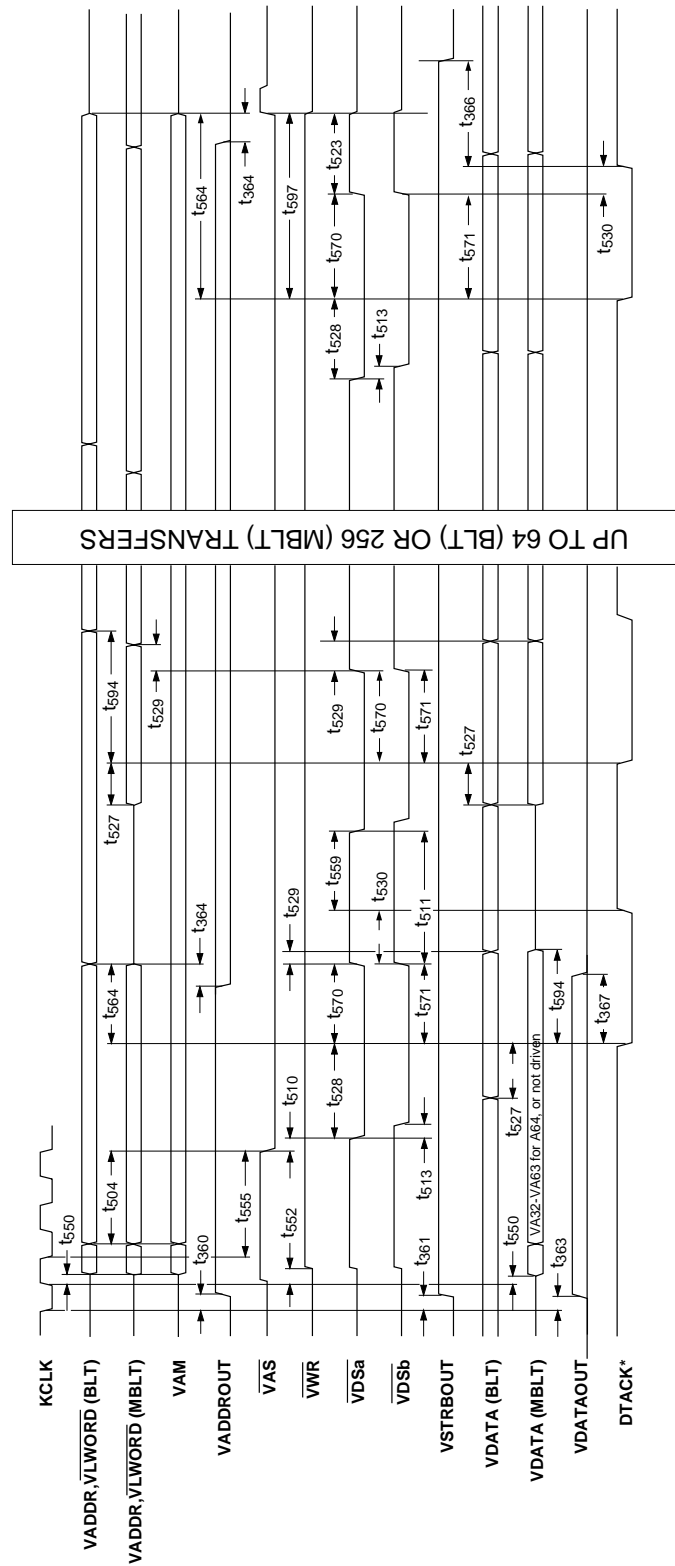 KCLK
VADDR,VLWORD (BLT)
VADDR,VLWORD (MBLT)
VAM
VADDROUT
VAS
VWR
VDSa
VDSb
VSTRBOUT
VDATA (BLT)
VDATA (MBLT)
VDATAOUT
DTACK*
t550
t504
t564
t527
t594
t529
t360
t555
t364
t564
t364
t552
t510
t529
t597
t528
t570
t559
t529
t528
t570
t523
t530
t570
t513
t361
t513
t571
t511
t571
t527
t571
t366
t550
t527
VA32-VA63 for A64, or not driven
t594
t363
t367
t530
UP TO 64 (BLT) OR 256 (MBLT) TRANSFERS